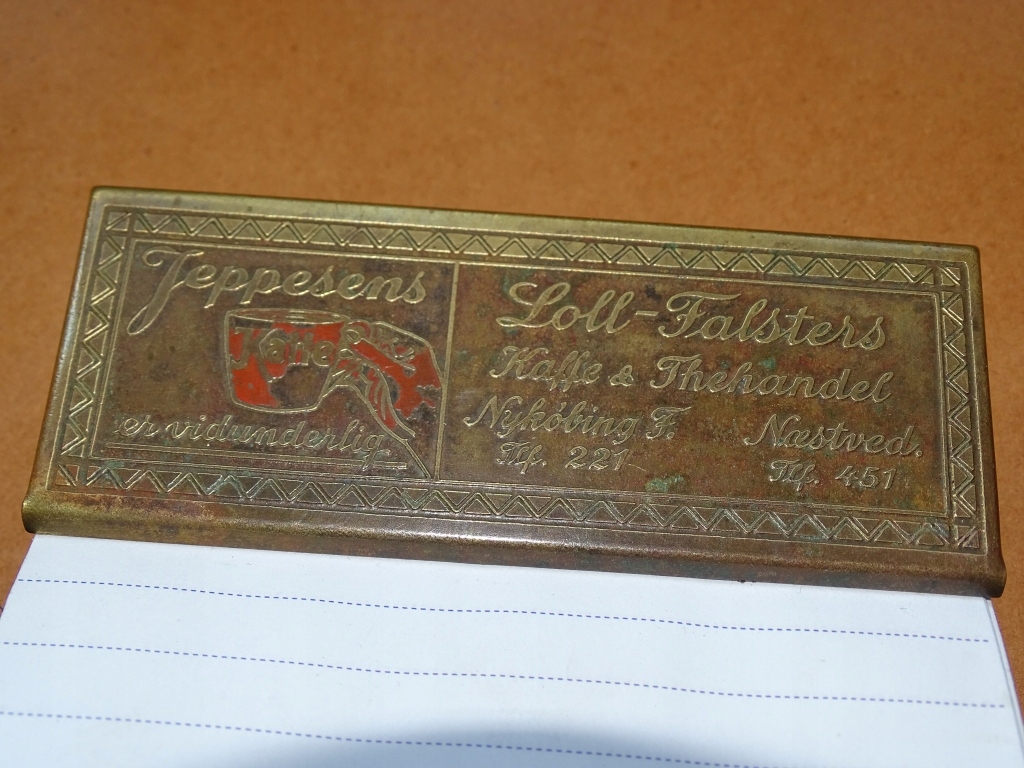 Jeppesens
Kaffe
er vidunderlig
Loll-Falsters
Kaffe & Thehandel
Nykøbing F. Næstved.
Tlf. 221 Tlf. 451